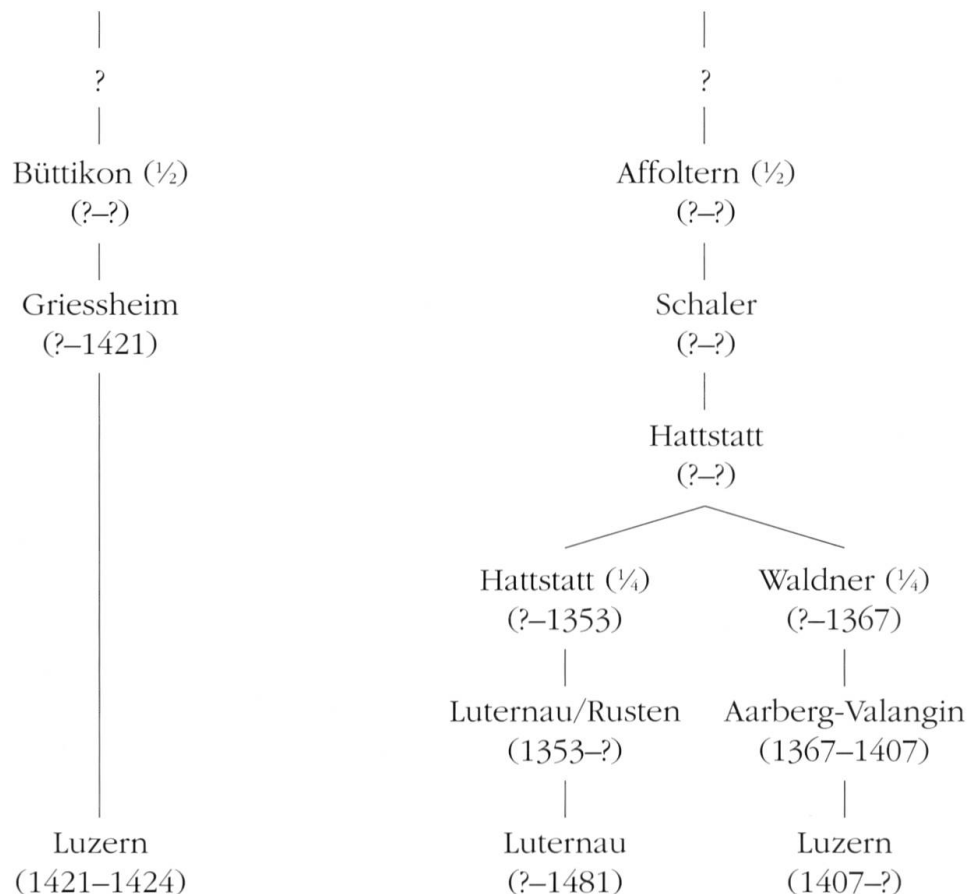 ?
?
Büttikon (½)
(?–?)
Affoltern (½)
(?–?)
Griessheim
(?–1421)
Schaler
(?–?)
Hattstatt
(?–?)
Hattstatt (¼)
(?–1353)
Waldner (¼)
(?–1367)
Luternau/Rusten
(1353–?)
Aarberg-Valangin
(1367–1407)
Luzern
(1421–1424)
Luternau
(?–1481)
Luzern
(1407–?)